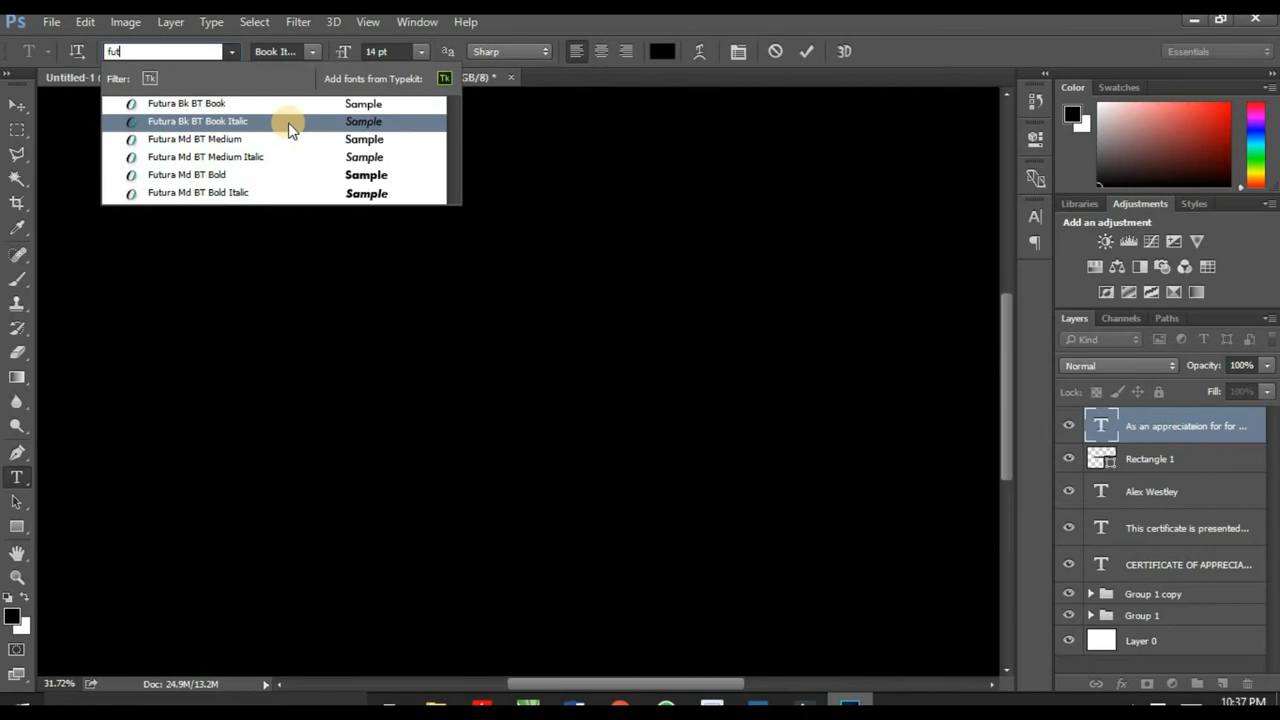 Ps File Edit Image Layer Type Select Filter 3D View Window Help
T T fut Book It... T 14 pt aa Sharp 3D Essentials
Untitled-1 GB/8) *
Filter: Tk Add fonts from Typekit: Tk
Futura Bk BT Book Sample
Futura Bk BT Book Italic Sample
Futura Md BT Medium Sample
Futura Md BT Medium Italic Sample
Futura Md BT Bold Sample
Futura Md BT Bold Italic Sample
Color Swatches
Libraries Adjustments Styles
Add an adjustment
Layers Channels Paths
Kind
Normal Opacity: 100%
Lock: Fill: 100%
As an appreciateion for for ...
Rectangle 1
Alex Westley
This certificate is presented...
CERTIFICATE OF APPRECIA...
Group 1 copy
Group 1
Layer 0
31.72% Doc: 24.9M/13.2M
10:37 PM